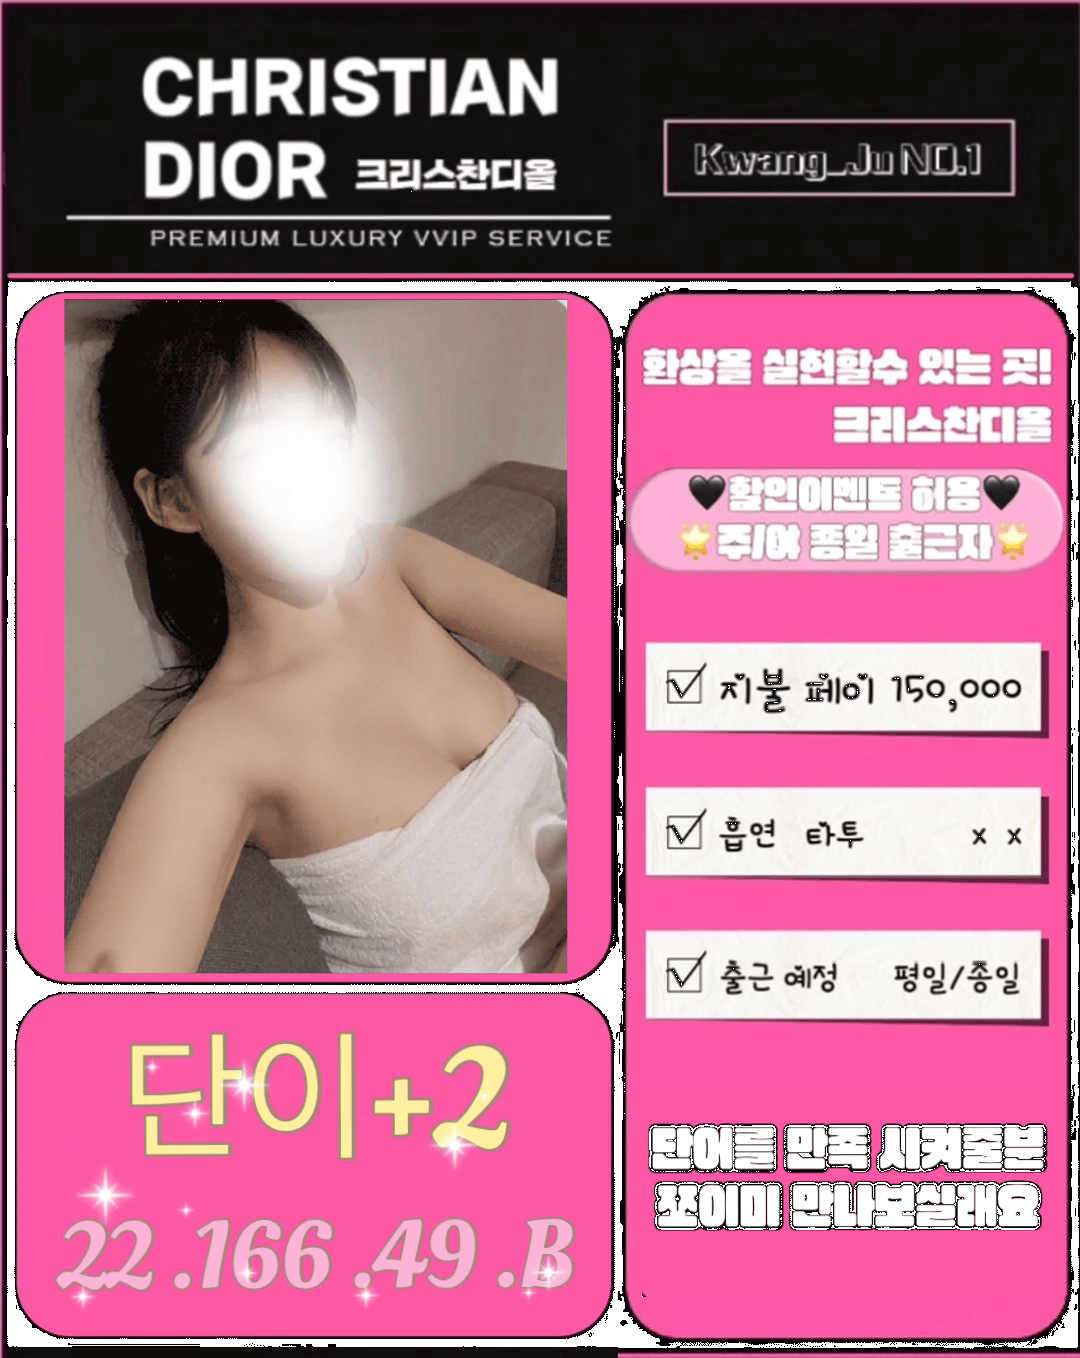 CHRISTIAN
DIOR 크리스찬디올
PREMIUM LUXURY VVIP SERVICE
Kwang_Ju NO.1
환상을 실현할수 있는 곳!
크리스찬디올
🖤할인이벤트 허용🖤
🌟주/야 종일 출근자🌟
지불 페이 150,000
흡연 타투 x x
출근 예정 평일/종일
단이+2
22 .166 .49 .B
단어를 만족 시켜줄분
쪼이미 만나보실래요